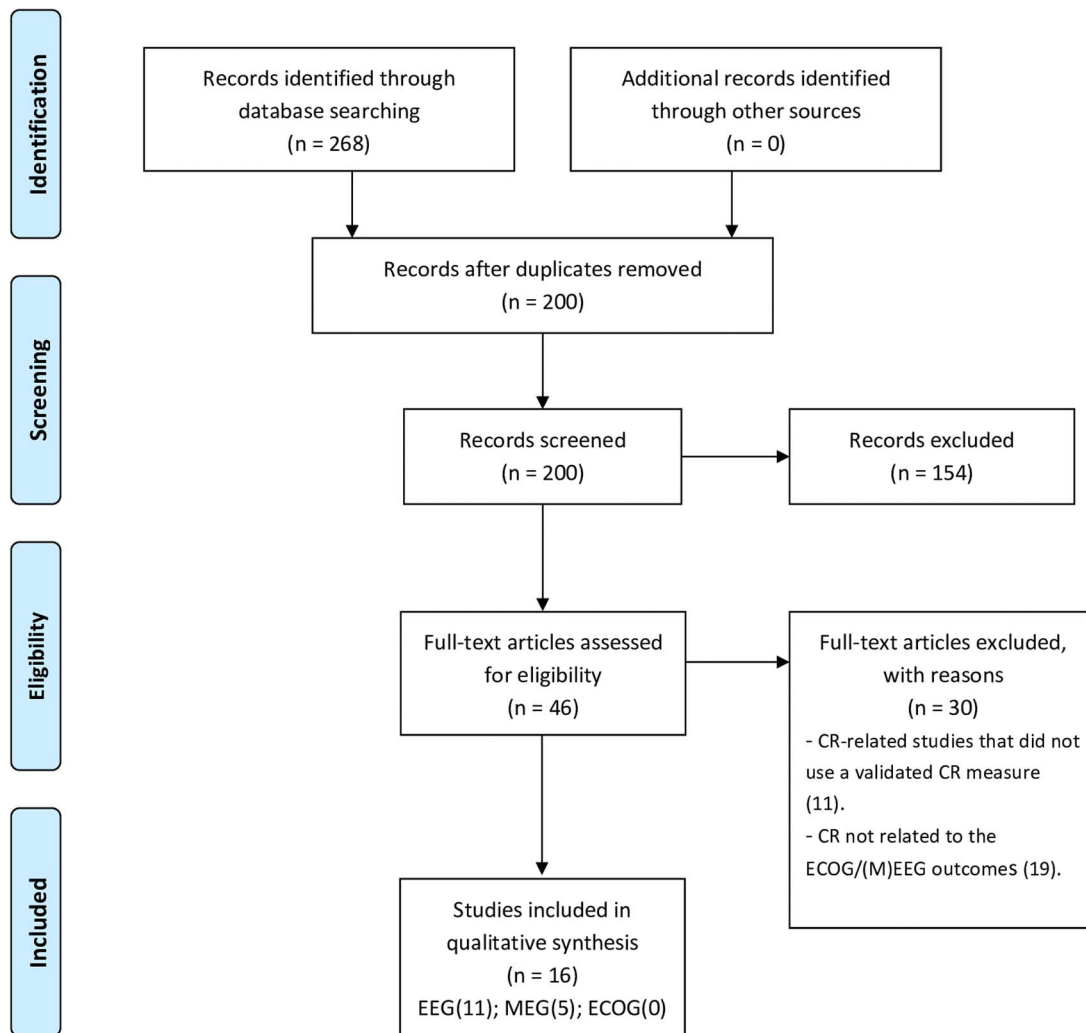 Identification
Records identified through
database searching
(n = 268)
Additional records identified
through other sources
(n = 0)
Records after duplicates removed
(n = 200)
Screening
Records screened
(n = 200)
Records excluded
(n = 154)
Eligibility
Full-text articles assessed
for eligibility
(n = 46)
Full-text articles excluded,
with reasons
(n = 30)
- CR-related studies that did not
use a validated CR measure
(11).
- CR not related to the
ECOG/(M)EEG outcomes (19).
Included
Studies included in
qualitative synthesis
(n = 16)
EEG(11); MEG(5); ECOG(0)